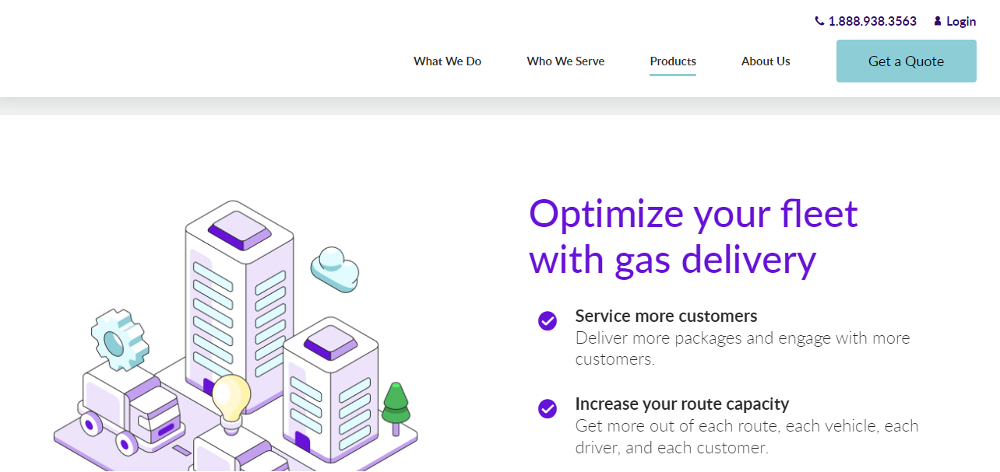 1.888.938.3563 Login
What We Do Who We Serve Products About Us Get a Quote
Optimize your fleet
with gas delivery
Service more customers
Deliver more packages and engage with more
customers.
Increase your route capacity
Get more out of each route, each vehicle, each
driver, and each customer.